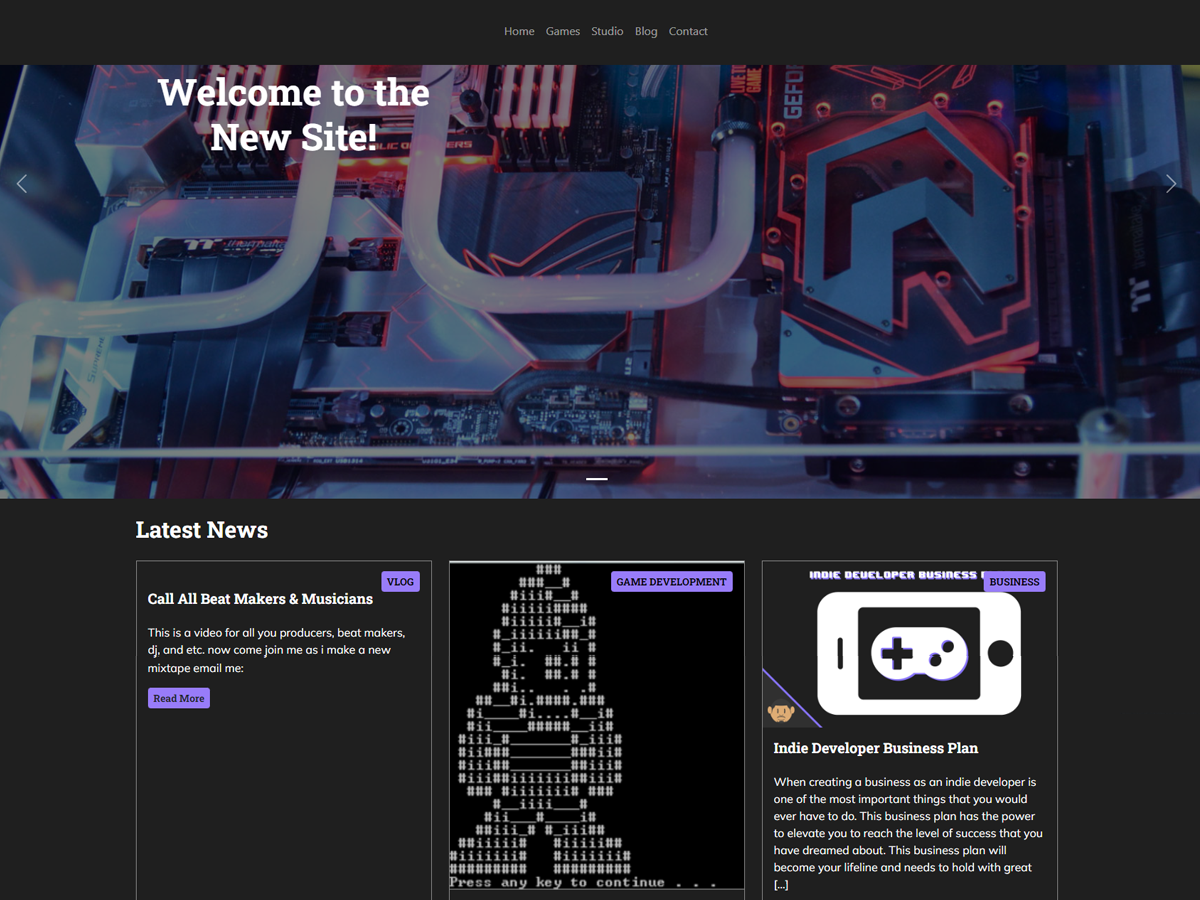 Home Games Studio Blog Contact
Welcome to the
New Site!
LIVE TO
GAME
GEFOR
Latest News
VLOG
Call All Beat Makers & Musicians
This is a video for all you producers, beat makers,
dj, and etc. now come join me as i make a new
mixtape email me:
Read More
GAME DEVELOPMENT
Press any key to continue . . .
BUSINESS
INDIE DEVELOPER BUSINESS
Indie Developer Business Plan
When creating a business as an indie developer is
one of the most important things that you would
ever have to do. This business plan has the power
to elevate you to reach the level of success that you
have dreamed about. This business plan will
become your lifeline and needs to hold with great
[...]